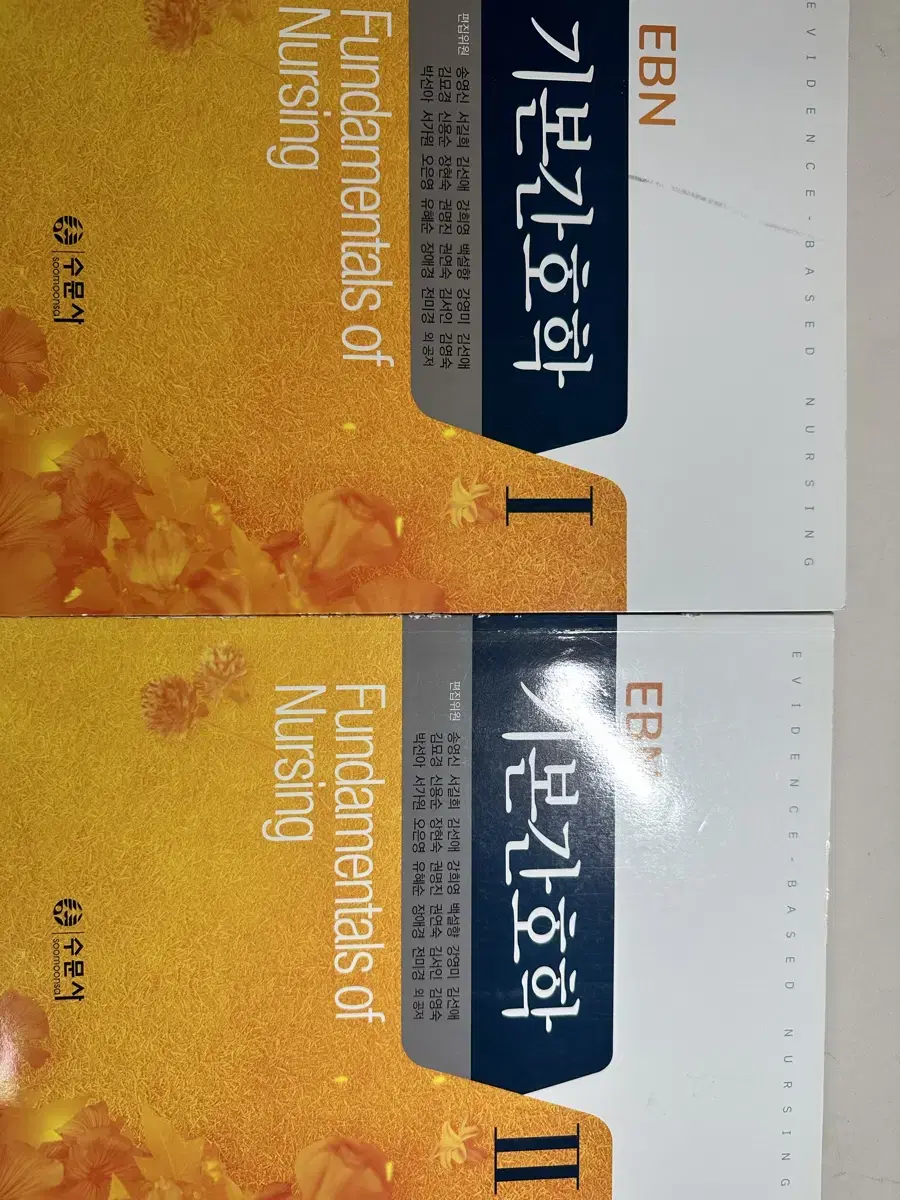 EVIDENCE-BASED NURSING
EBN
기본간호학
I
편집위원
송영신 서길희 김선애 강희영 백설향 강영미 김선애
김묘경 신용순 장현숙 권명진 권연숙 김서인 김영숙
박선아 서가원 오은영 유혜순 장애경 전미경 외 공저
Fundamentals of
Nursing
수문사
soomoonsa
EVIDENCE-BASED NURSING
EBN
기본간호학
II
편집위원
송영신 서길희 김선애 강희영 백설향 강영미 김선애
김묘경 신용순 장현숙 권명진 권연숙 김서인 김영숙
박선아 서가원 오은영 유혜순 장애경 전미경 외 공저
Fundamentals of
Nursing
수문사
soomoonsa